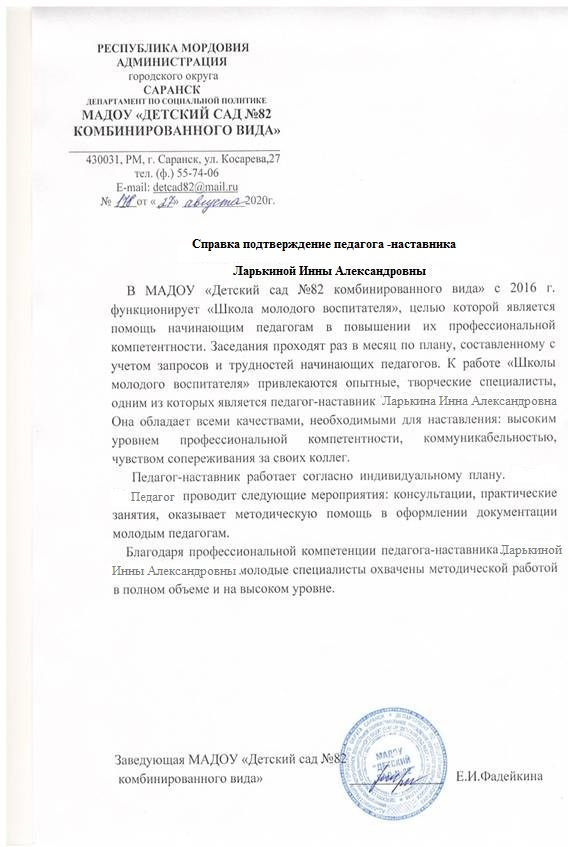 РЕСПУБЛИКА МОРДОВИЯ
АДМИНИСТРАЦИЯ
городского округа
САРАНСК
ДЕПАРТАМЕНТ ПО СОЦИАЛЬНОЙ ПОЛИТИКЕ
МАДОУ «ДЕТСКИЙ САД №82
КОМБИНИРОВАННОГО ВИДА»
430031, РМ, г. Саранск, ул. Косарева,27
тел. (ф.) 55-74-06
E-mail: detcad82@mail.ru
№ 178 от « 27» августа 2020г.
Справка подтверждение педагога -наставника
Ларькиной Инны Александровны
В МАДОУ «Детский сад №82 комбинированного вида» с 2016 г.
функционирует «Школа молодого воспитателя», целью которой является
помощь начинающим педагогам в повышении их профессиональной
компетентности. Заседания проходят раз в месяц по плану, составленному с
учетом запросов и трудностей начинающих педагогов. К работе «Школы
молодого воспитателя» привлекаются опытные, творческие специалисты,
одним из которых является педагог-наставник Ларькина Инна Александровна
Она обладает всеми качествами, необходимыми для наставления: высоким
уровнем профессиональной компетентности, коммуникабельностью,
чувством сопереживания за своих коллег.
Педагог-наставник работает согласно индивидуальному плану.
Педагог проводит следующие мероприятия: консультации, практические
занятия, оказывает методическую помощь в оформлении документации
молодым педагогам.
Благодаря профессиональной компетенции педагога-наставника Ларькиной
Инны Александровны молодые специалисты охвачены методической работой
в полном объеме и на высоком уровне.
Заведующая МАДОУ «Детский сад №82
комбинированного вида» Е.И.Фадейкина
МАДОУ
"ДЕТСКИЙ